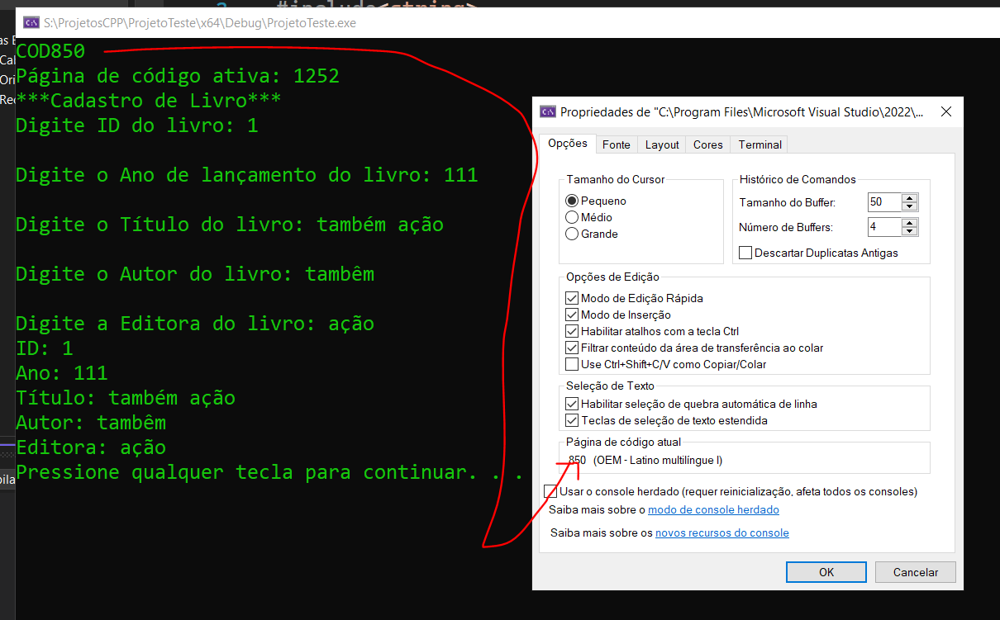 #include<string>
S:\ProjetosCPP\ProjetoTeste\x64\Debug\ProjetoTeste.exe
COD850
Página de código ativa: 1252
***Cadastro de Livro***
Digite ID do livro: 1
Digite o Ano de lançamento do livro: 111
Digite o Título do livro: também ação
Digite o Autor do livro: tambêm
Digite a Editora do livro: ação
ID: 1
Ano: 111
Título: também ação
Autor: tambêm
Editora: ação
Pressione qualquer tecla para continuar. . .
Propriedades de "C:\Program Files\Microsoft Visual Studio\2022\...
Opções Fonte Layout Cores Terminal
Tamanho do Cursor
Pequeno
Médio
Grande
Histórico de Comandos
Tamanho do Buffer: 50
Número de Buffers: 4
Descartar Duplicatas Antigas
Opções de Edição
Modo de Edição Rápida
Modo de Inserção
Habilitar atalhos com a tecla Ctrl
Filtrar conteúdo da área de transferência ao colar
Use Ctrl+Shift+C/V como Copiar/Colar
Seleção de Texto
Habilitar seleção de quebra automática de linha
Teclas de seleção de texto estendida
Página de código atual
850 (OEM - Latino multilíngue I)
Usar o console herdado (requer reinicialização, afeta todos os consoles)
Saiba mais sobre o modo de console herdado
Saiba mais sobre os novos recursos do console
OK Cancelar